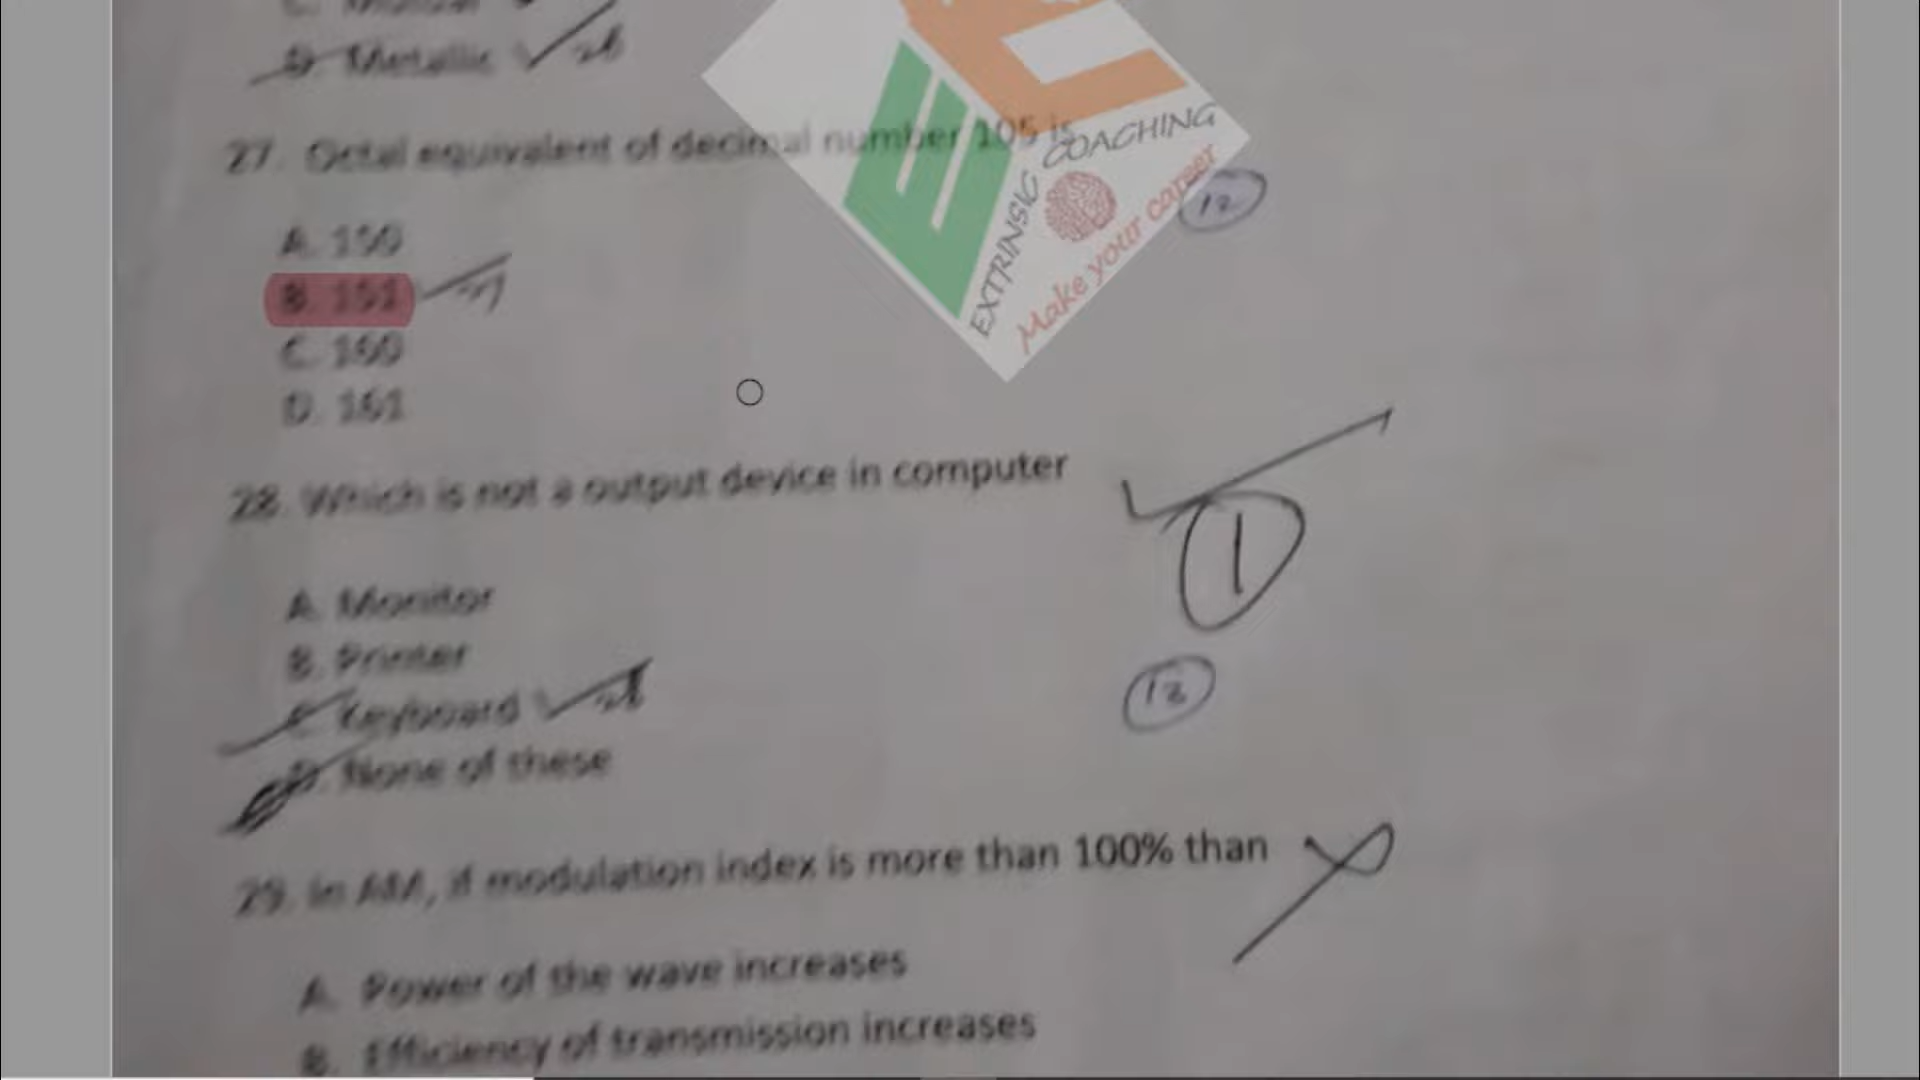 D. Metallic
27. Octal equivalent of decimal number 105 is
A. 150
B. 151
C. 160
D. 161
28. Which is not a output device in computer
A. Monitor
B. Printer
C. Keyboard
D. None of these
29. In AM, if modulation index is more than 100% than
A. Power of the wave increases
B. Efficiency of transmission increases
EXTRINSIC COACHING
Make your career
12
1
12